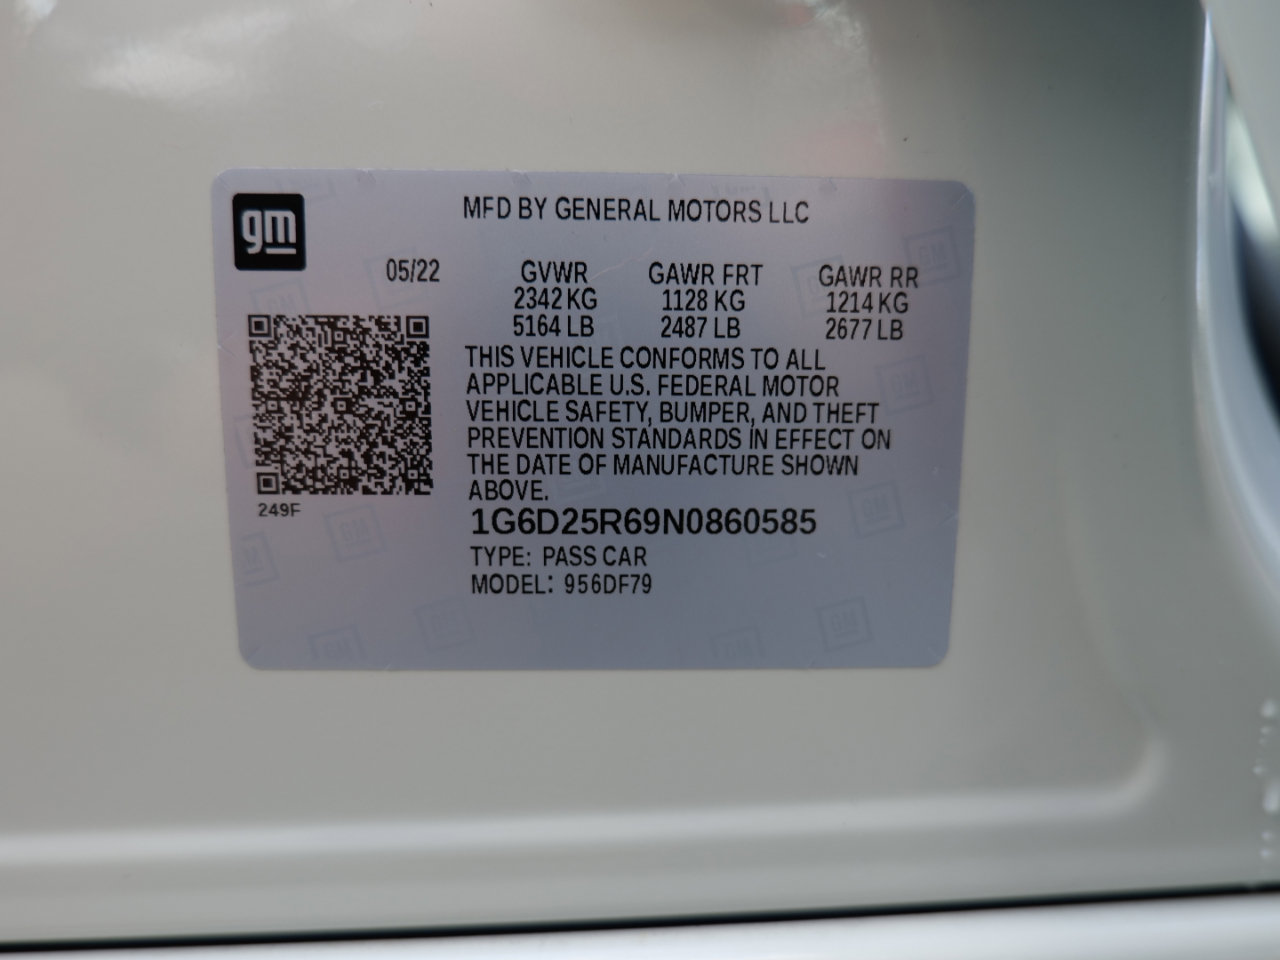 gm
MFD BY GENERAL MOTORS LLC
05/22 GVWR GAWR FRT GAWR RR
2342 KG 1128 KG 1214 KG
5164 LB 2487 LB 2677 LB
THIS VEHICLE CONFORMS TO ALL
APPLICABLE U.S. FEDERAL MOTOR
VEHICLE SAFETY, BUMPER, AND THEFT
PREVENTION STANDARDS IN EFFECT ON
THE DATE OF MANUFACTURE SHOWN
ABOVE.
249F
1G6D25R69N0860585
TYPE: PASS CAR
MODEL: 956DF79